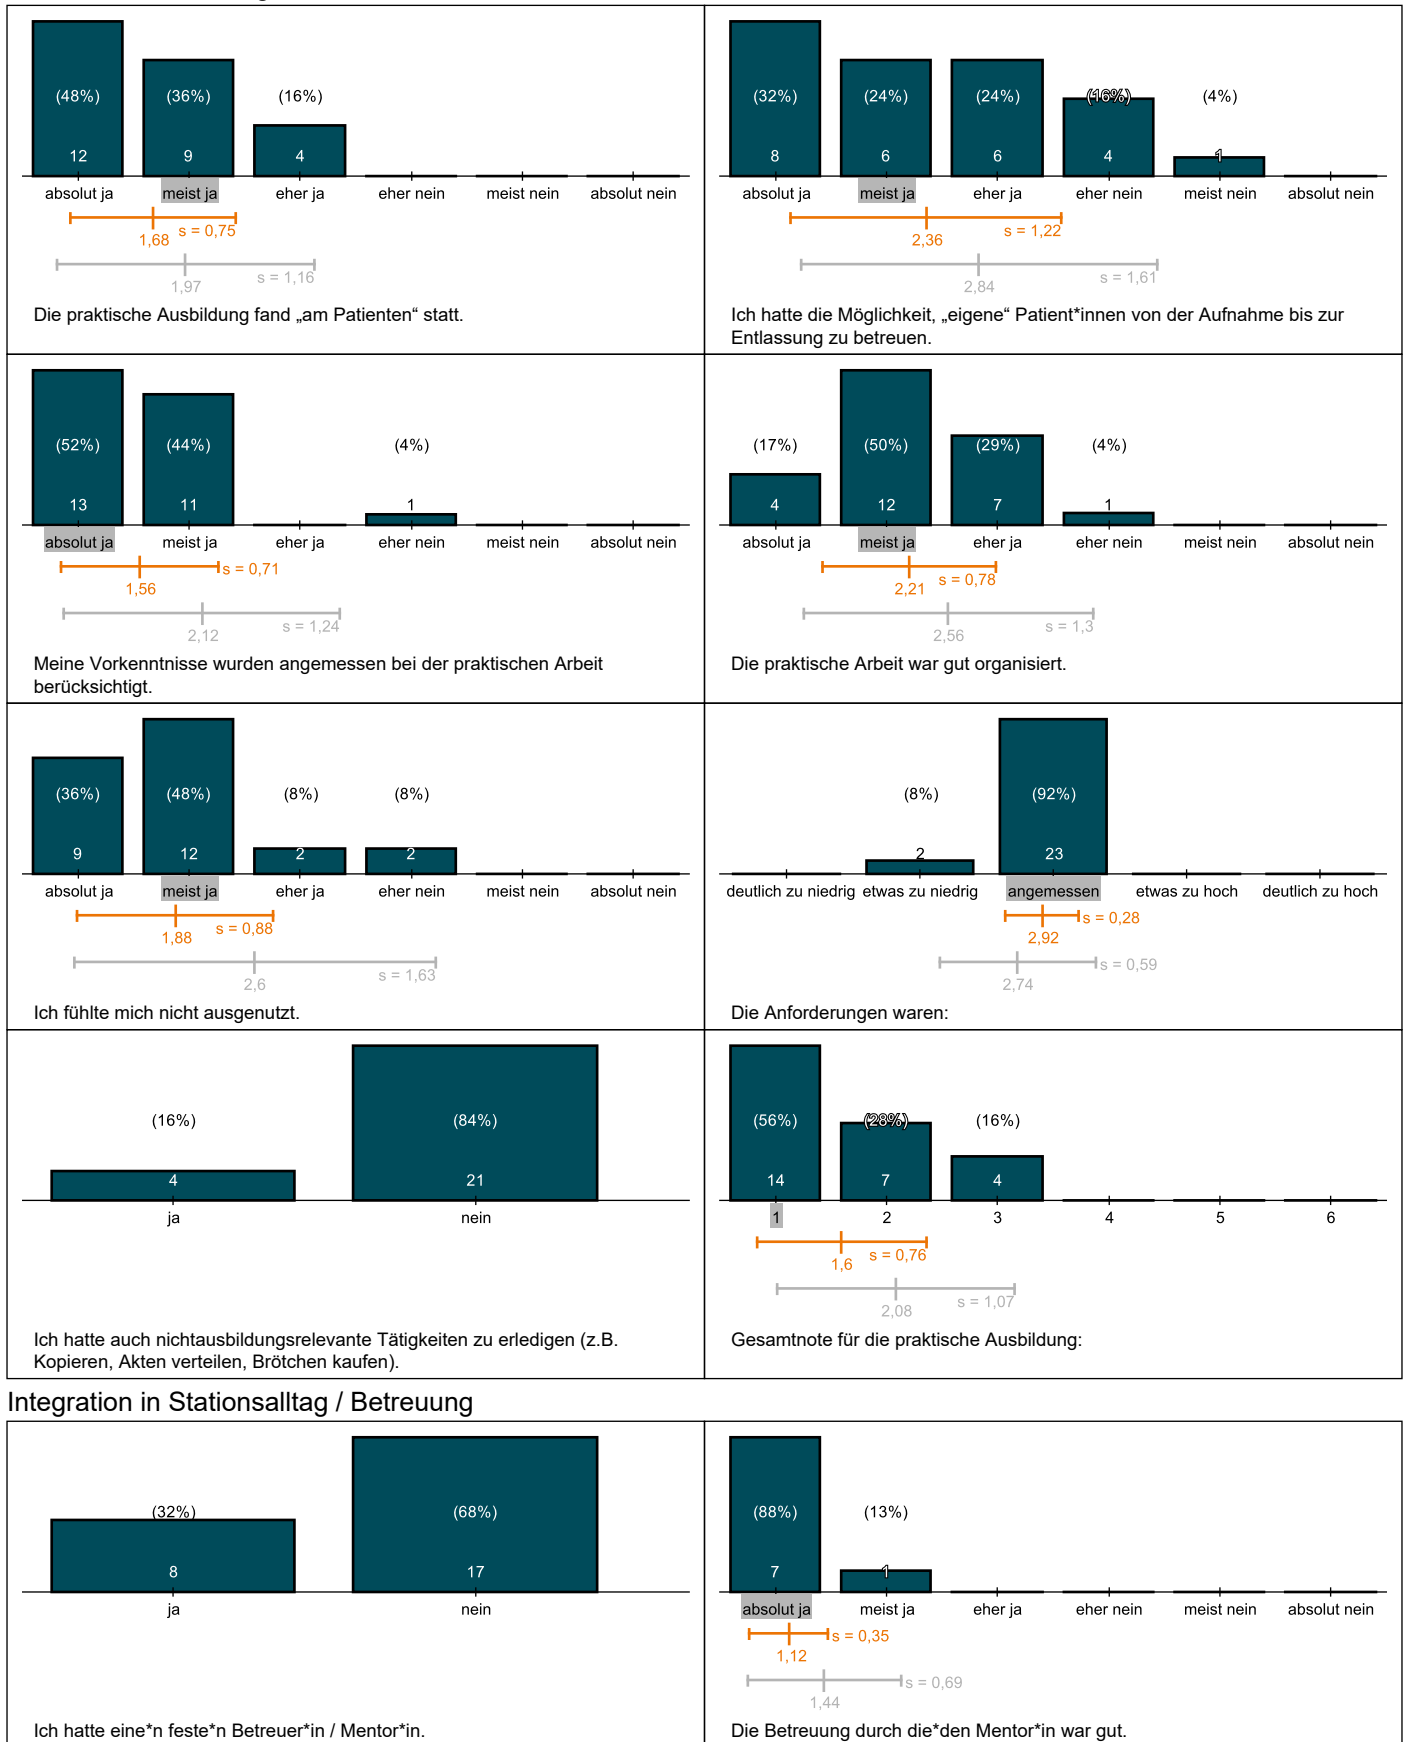 (48%) (36%) (16%)
12 9 4
absolut ja meist ja eher ja eher nein meist nein absolut nein
1,68 s = 0,75
1,97 s = 1,16
Die praktische Ausbildung fand „am Patienten“ statt.
(32%) (24%) (24%) (16%) (4%)
8 6 6 4 1
absolut ja meist ja eher ja eher nein meist nein absolut nein
2,36 s = 1,22
2,84 s = 1,61
Ich hatte die Möglichkeit, „eigene“ Patient*innen von der Aufnahme bis zur
Entlassung zu betreuen.
(52%) (44%) (4%)
13 11 1
absolut ja meist ja eher ja eher nein meist nein absolut nein
1,56 s = 0,71
2,12 s = 1,24
Meine Vorkenntnisse wurden angemessen bei der praktischen Arbeit
berücksichtigt.
(17%) (50%) (29%) (4%)
4 12 7 1
absolut ja meist ja eher ja eher nein meist nein absolut nein
2,21 s = 0,78
2,56 s = 1,3
Die praktische Arbeit war gut organisiert.
(36%) (48%) (8%) (8%)
9 12 2 2
absolut ja meist ja eher ja eher nein meist nein absolut nein
1,88 s = 0,88
2,6 s = 1,63
Ich fühlte mich nicht ausgenutzt.
(8%) (92%)
2 23
deutlich zu niedrig etwas zu niedrig angemessen etwas zu hoch deutlich zu hoch
2,92 s = 0,28
2,74 s = 0,59
Die Anforderungen waren:
(16%) (84%)
4 21
ja nein
Ich hatte auch nichtausbildungsrelevante Tätigkeiten zu erledigen (z.B.
Kopieren, Akten verteilen, Brötchen kaufen).
(56%) (28%) (16%)
14 7 4
1 2 3 4 5 6
1,6 s = 0,76
2,08 s = 1,07
Gesamtnote für die praktische Ausbildung:
Integration in Stationsalltag / Betreuung
(32%) (68%)
8 17
ja nein
Ich hatte eine*n feste*n Betreuer*in / Mentor*in.
(88%) (13%)
7 1
absolut ja meist ja eher ja eher nein meist nein absolut nein
1,12 s = 0,35
1,44 s = 0,69
Die Betreuung durch die*den Mentor*in war gut.